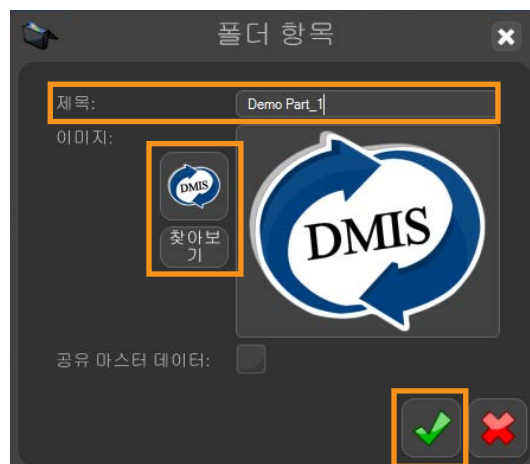 폴더 항목
제목: Demo Part_1
이미지:
DMIS
찾아보
기
DMIS
공유 마스터 데이터: